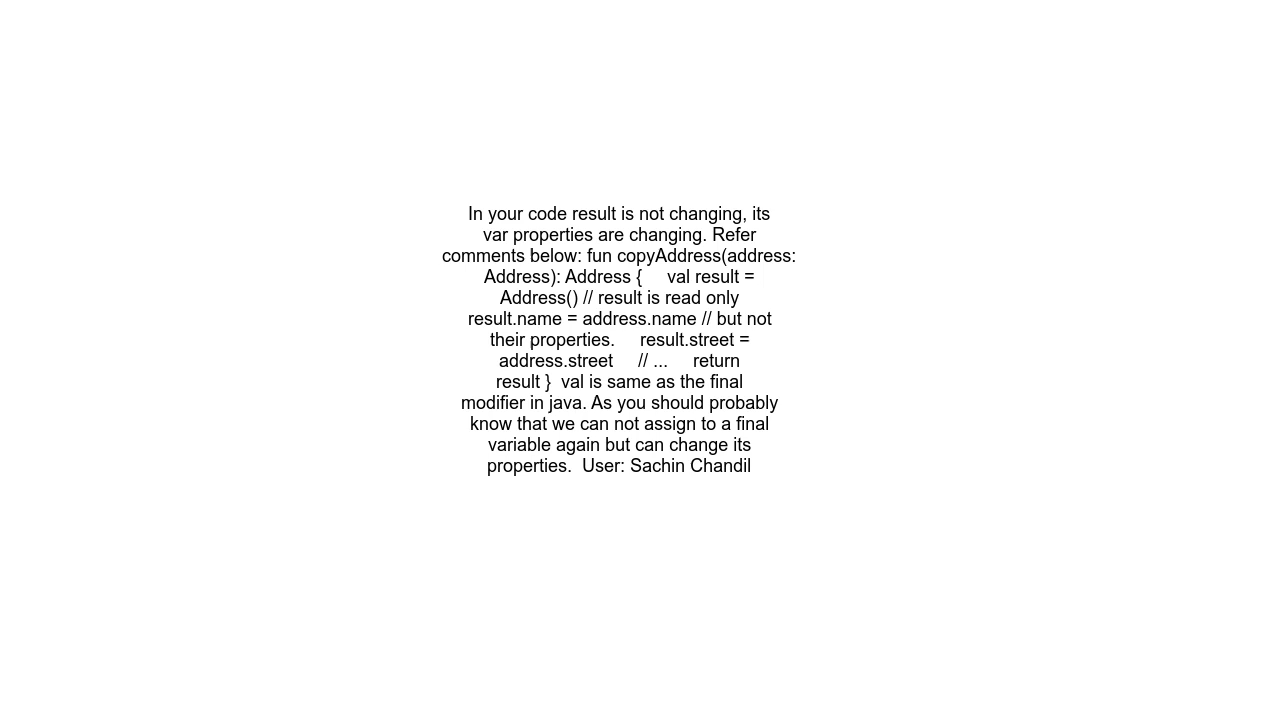 In your code result is not changing, its
var properties are changing. Refer
comments below: fun copyAddress(address:
Address): Address {     val result =
Address() // result is read only
result.name = address.name // but not
their properties.     result.street =
address.street     // ...     return
result }  val is same as the final
modifier in java. As you should probably
know that we can not assign to a final
variable again but can change its
properties.  User: Sachin Chandil